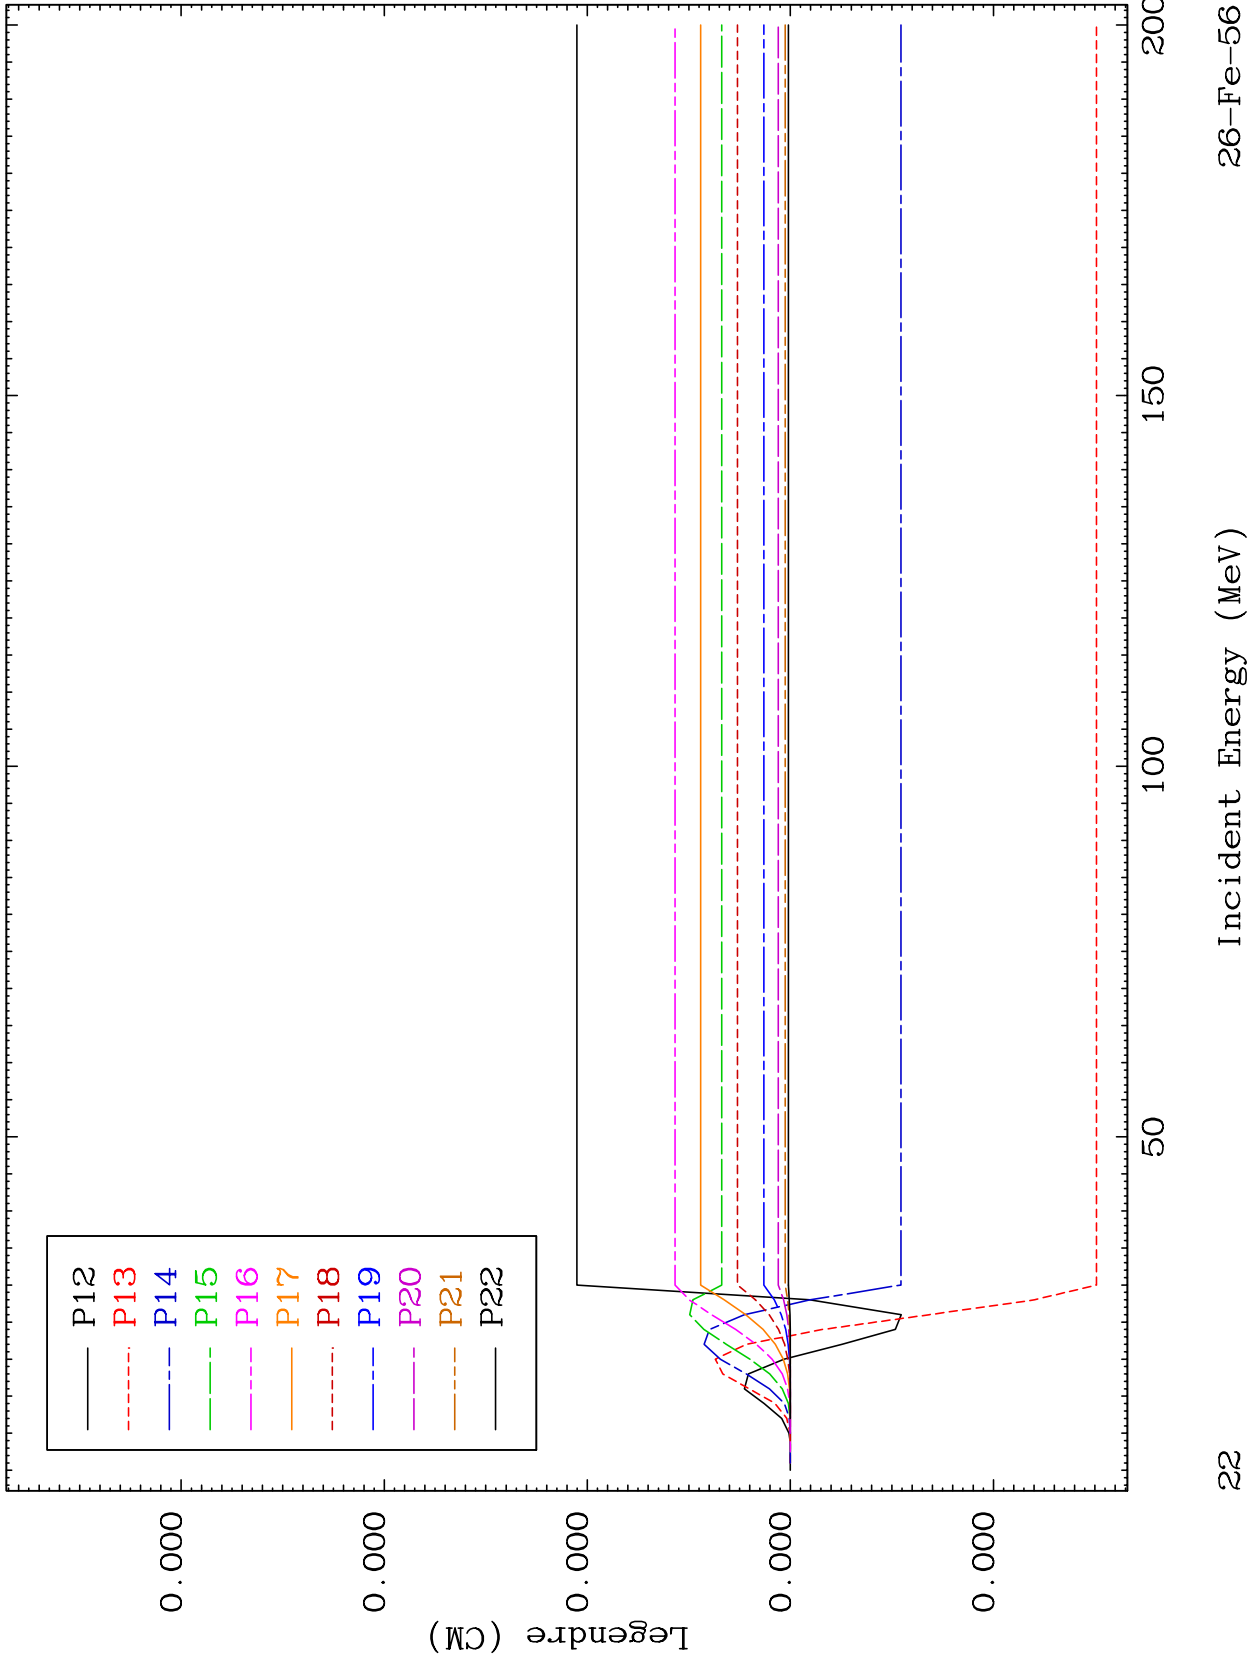 Legendre (CM)
0.000
0.000
0.000
0.000
0.000
P12
P13
P14
P15
P16
P17
P18
P19
P20
P21
P22
50
100
150
200
Incident Energy (MeV)
22
26-Fe-56